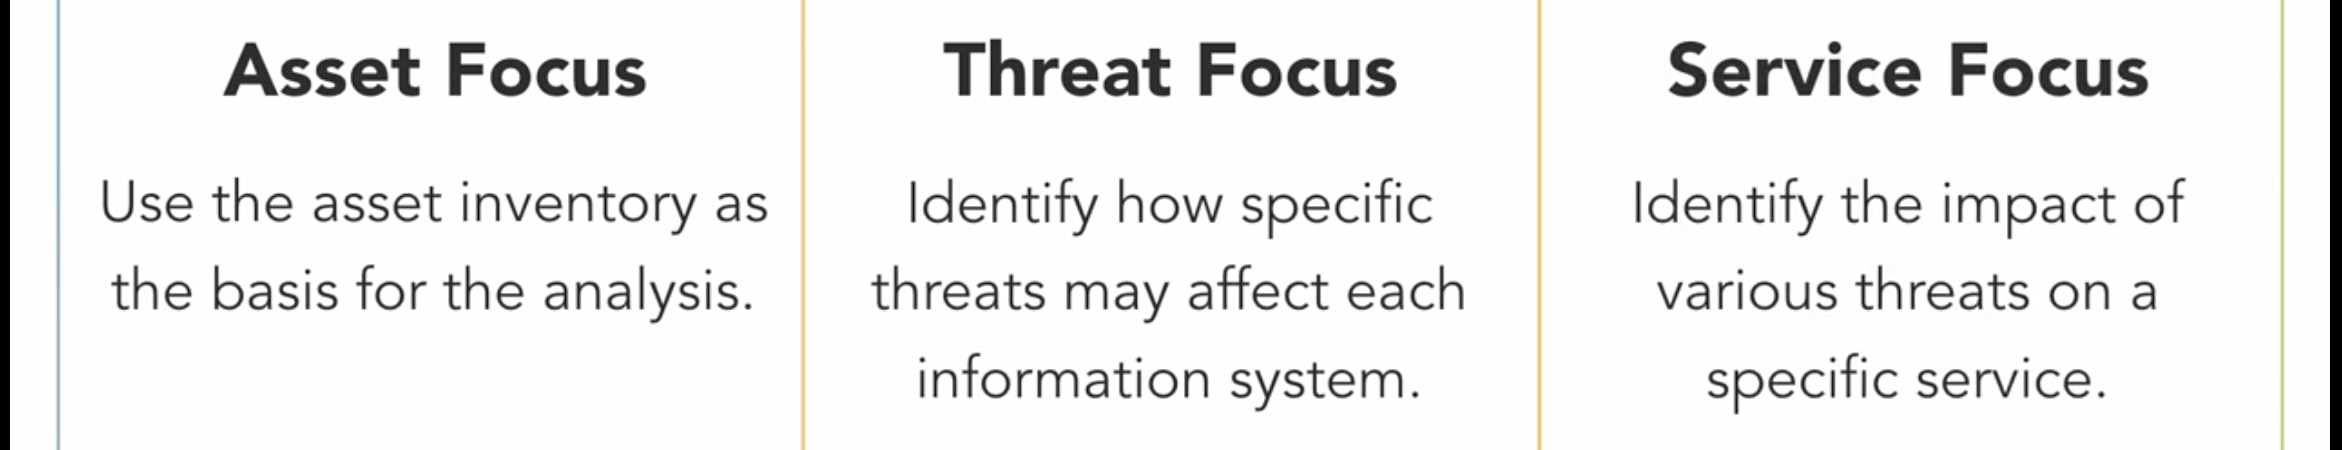 Asset Focus
Use the asset inventory as
the basis for the analysis.
Threat Focus
Identify how specific
threats may affect each
information system.
Service Focus
Identify the impact of
various threats on a
specific service.